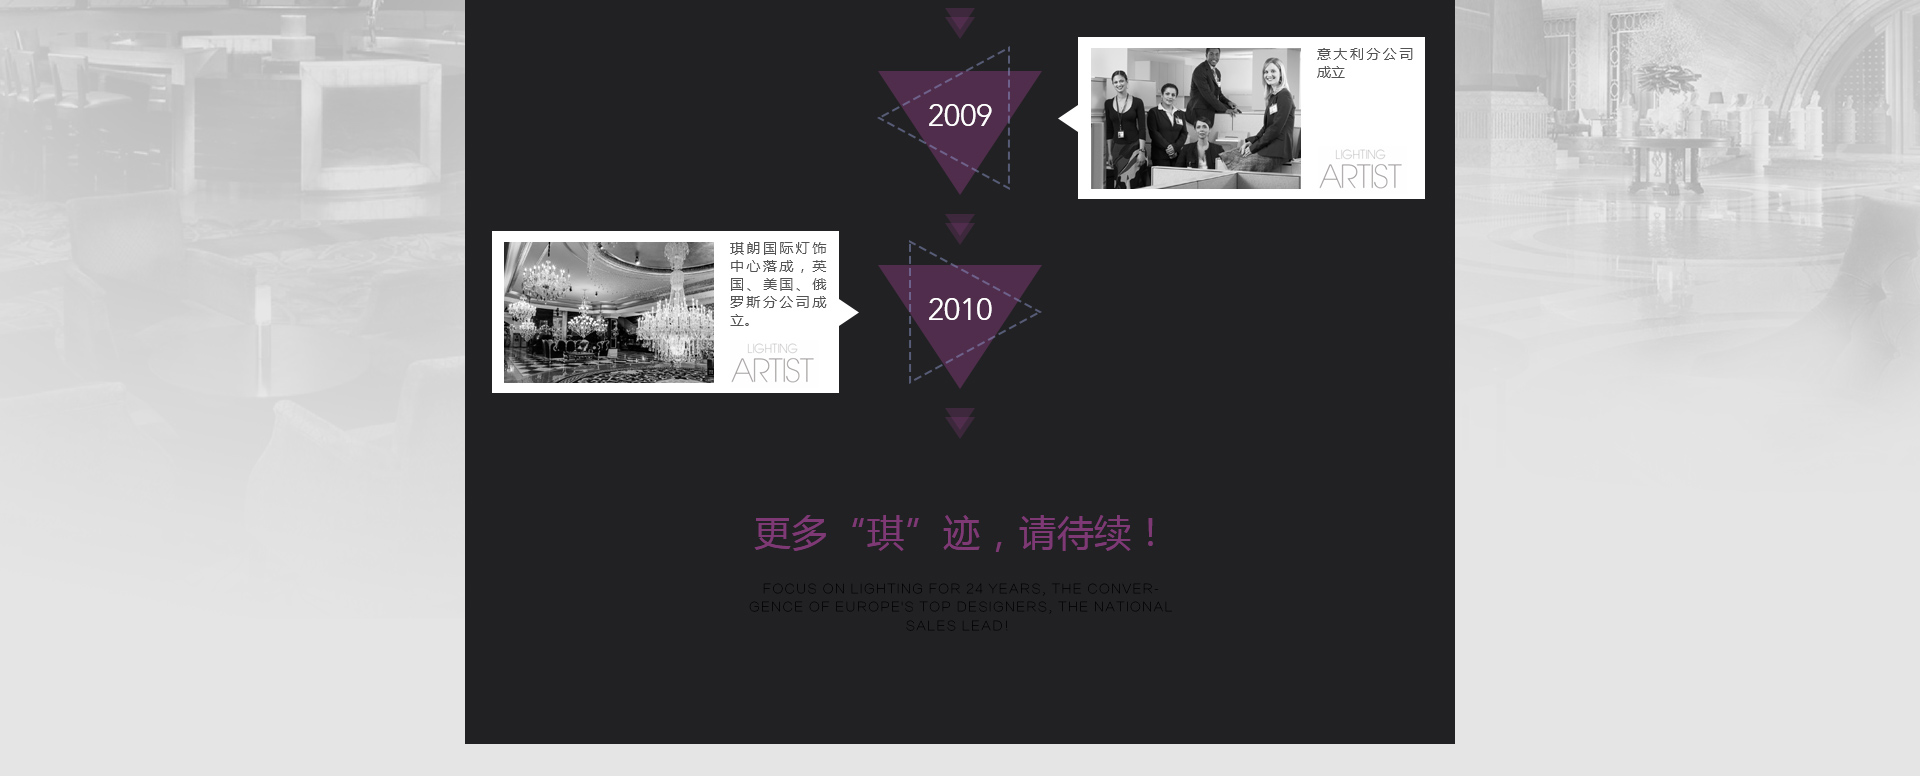 2009
意大利分公司
成立
LIGHTING
ARTIST
琪朗国际灯饰
中心落成，英
国、美国、俄
罗斯分公司成
立。
LIGHTING
ARTIST
2010
更多“琪”迹，请待续！
FOCUS ON LIGHTING FOR 24 YEARS, THE CONVER-
GENCE OF EUROPE'S TOP DESIGNERS, THE NATIONAL
SALES LEAD!